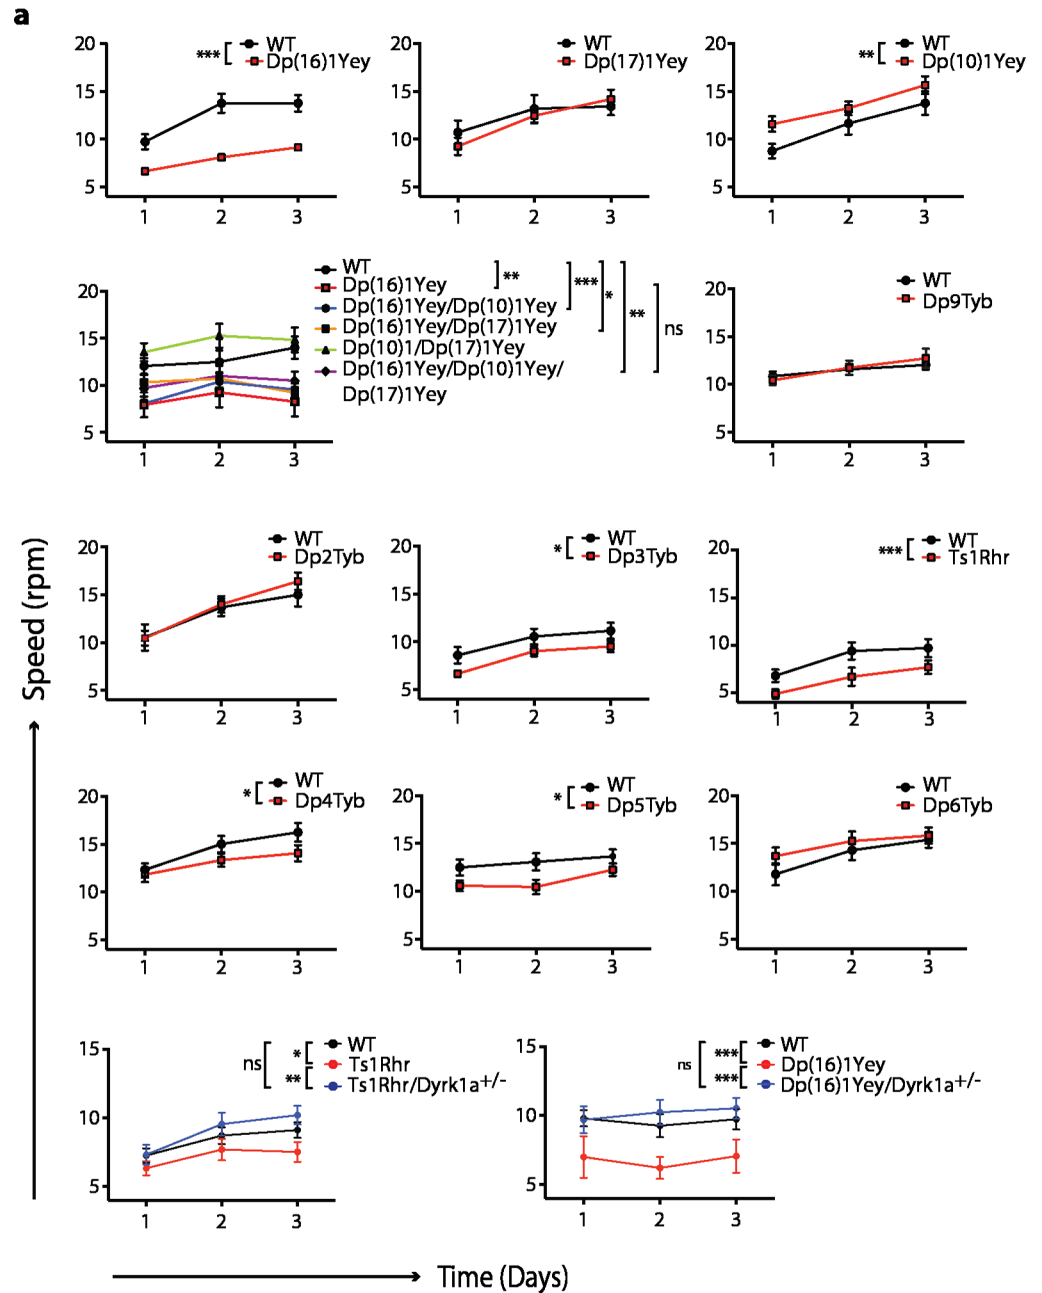 a
*** WT
Dp(16)1Yey
20
15
10
5
1 2 3
WT
Dp(17)1Yey
20
15
10
5
1 2 3
** WT
Dp(10)1Yey
20
15
10
5
1 2 3
WT
Dp(16)1Yey
Dp(16)1Yey/Dp(10)1Yey
Dp(16)1Yey/Dp(17)1Yey
Dp(10)1/Dp(17)1Yey
Dp(16)1Yey/Dp(10)1Yey/
Dp(17)1Yey
** *** * ** ns
20
15
10
5
1 2 3
WT
Dp9Tyb
20
15
10
5
1 2 3
Speed (rpm)
WT
Dp2Tyb
20
15
10
5
1 2 3
* WT
Dp3Tyb
20
15
10
5
1 2 3
*** WT
Ts1Rhr
20
15
10
5
1 2 3
* WT
Dp4Tyb
20
15
10
5
1 2 3
* WT
Dp5Tyb
20
15
10
5
1 2 3
WT
Dp6Tyb
20
15
10
5
1 2 3
ns * ** WT
Ts1Rhr
Ts1Rhr/Dyrk1a+/-
15
10
5
1 2 3
ns *** *** WT
Dp(16)1Yey
Dp(16)1Yey/Dyrk1a+/-
15
10
5
1 2 3
Time (Days)